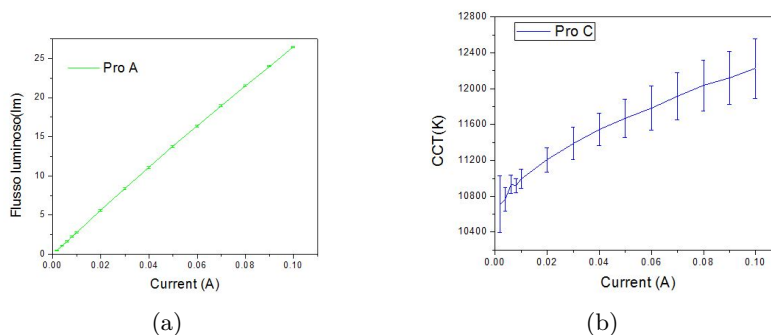 Pro A
Flusso luminoso(lm)
25
20
15
10
5
0
0.00 0.02 0.04 0.06 0.08 0.10
Current (A)
(a)
Pro C
CCT(K)
12800
12400
12000
11600
11200
10800
10400
0.00 0.02 0.04 0.06 0.08 0.10
Current (A)
(b)